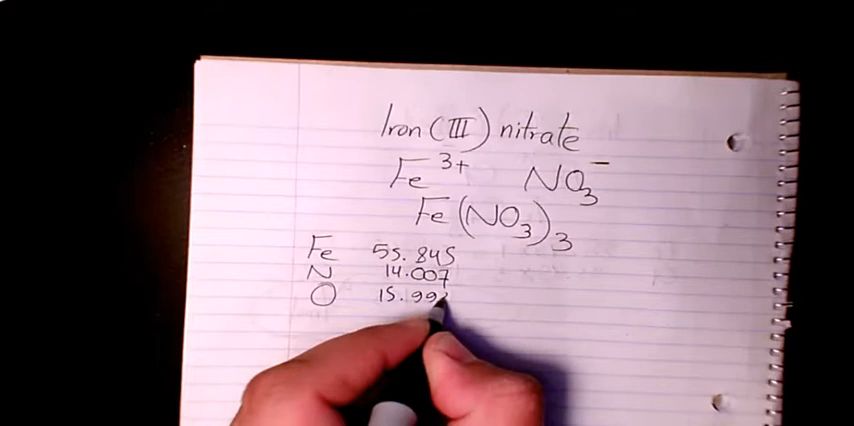 Iron (III) nitrate
Fe³⁺ NO₃⁻
Fe(NO₃)₃
Fe 55.845
N 14.007
O 15.99